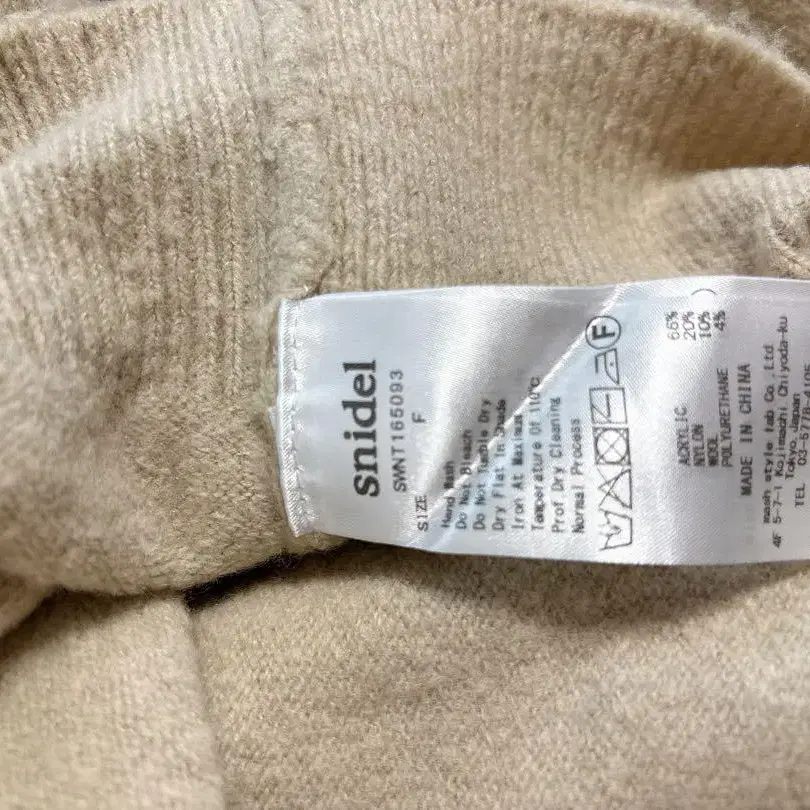 snidel
SWNT165093
SIZE F
Hand Wash
Do Not Bleach
Do Not Tumble Dry
Dry Flat In Shade
Iron At Maximum
Temperature Of 110°C
Prof Dry Cleaning
Normal Process
F
ACRYLIC 66%
NYLON 20%
WOOL 10%
POLYURETHANE 4%
MADE IN CHINA
mash style lab Co.,Ltd.
4F 5-7-1 Kojimachi Chiyoda-ku
Tokyo,Japan
TEL